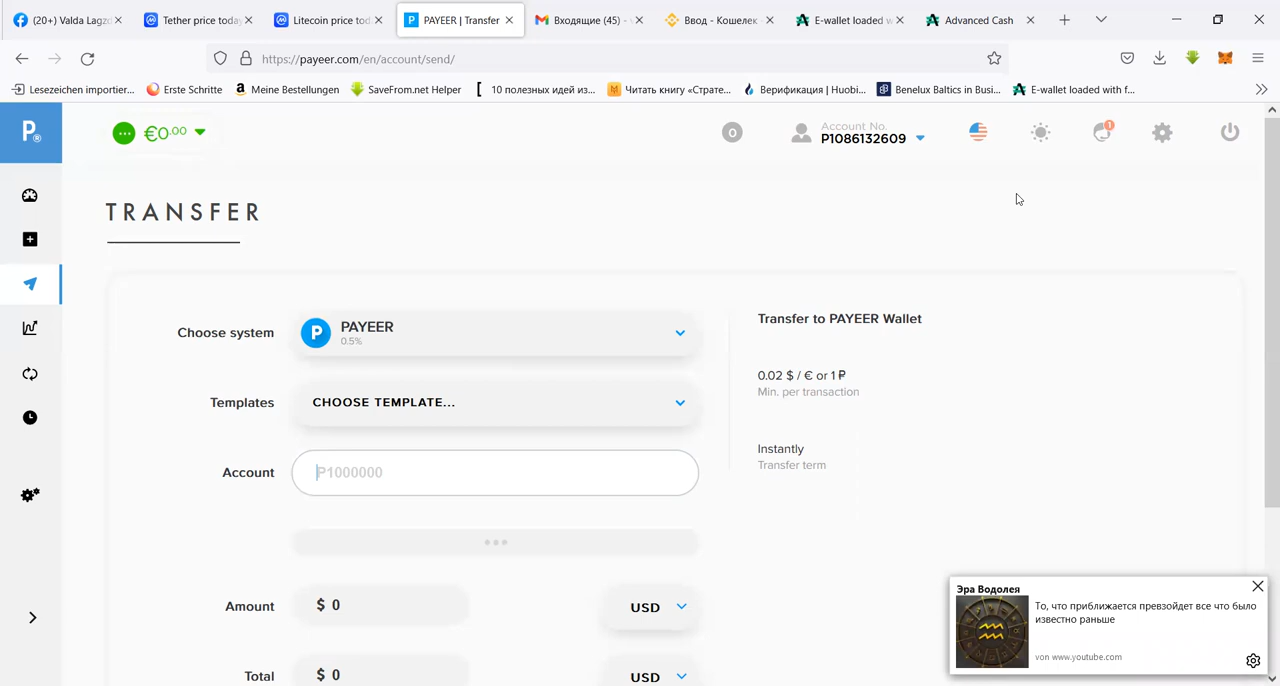 (20+) Valda Lagzd
Tether price today
Litecoin price tod
PAYEER | Transfer
Входящие (45) -
Ввод - Кошелек
E-wallet loaded w
Advanced Cash
https://payeer.com/en/account/send/
Lesezeichen importier...
Erste Schritte
Meine Bestellungen
SaveFrom.net Helper
10 полезных идей из...
Читать книгу «Страте...
Верификация | Huobi...
Benelux Baltics in Busi...
E-wallet loaded with f...
P®
€0.00
0
Account No.
P1086132609
1
TRANSFER
Choose system
P
PAYEER
0.5%
Transfer to PAYEER Wallet
Templates
CHOOSE TEMPLATE...
0.02 $ / € or 1 ₽
Min. per transaction
Account
P1000000
Instantly
Transfer term
Amount
$ 0
USD
Total
$ 0
USD
Эра Водолея
То, что приближается превзойдет все что было
известно раньше
von www.youtube.com